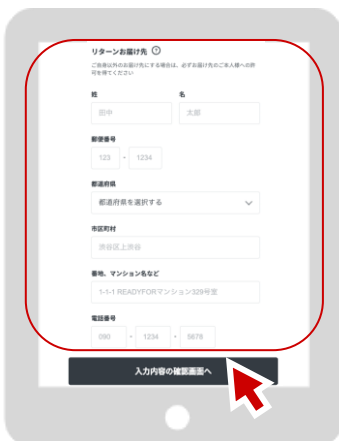 リターンお届け先 ?
ご自身以外のお届け先にする場合は、必ずお届け先のご本人様への許
可を得てください
姓 名
田中 太郎
郵便番号
123 - 1234
都道府県
都道府県を選択する
市区町村
渋谷区上渋谷
番地、マンション名など
1-1-1 READYFORマンション329号室
電話番号
090 - 1234 - 5678
入力内容の確認画面へ